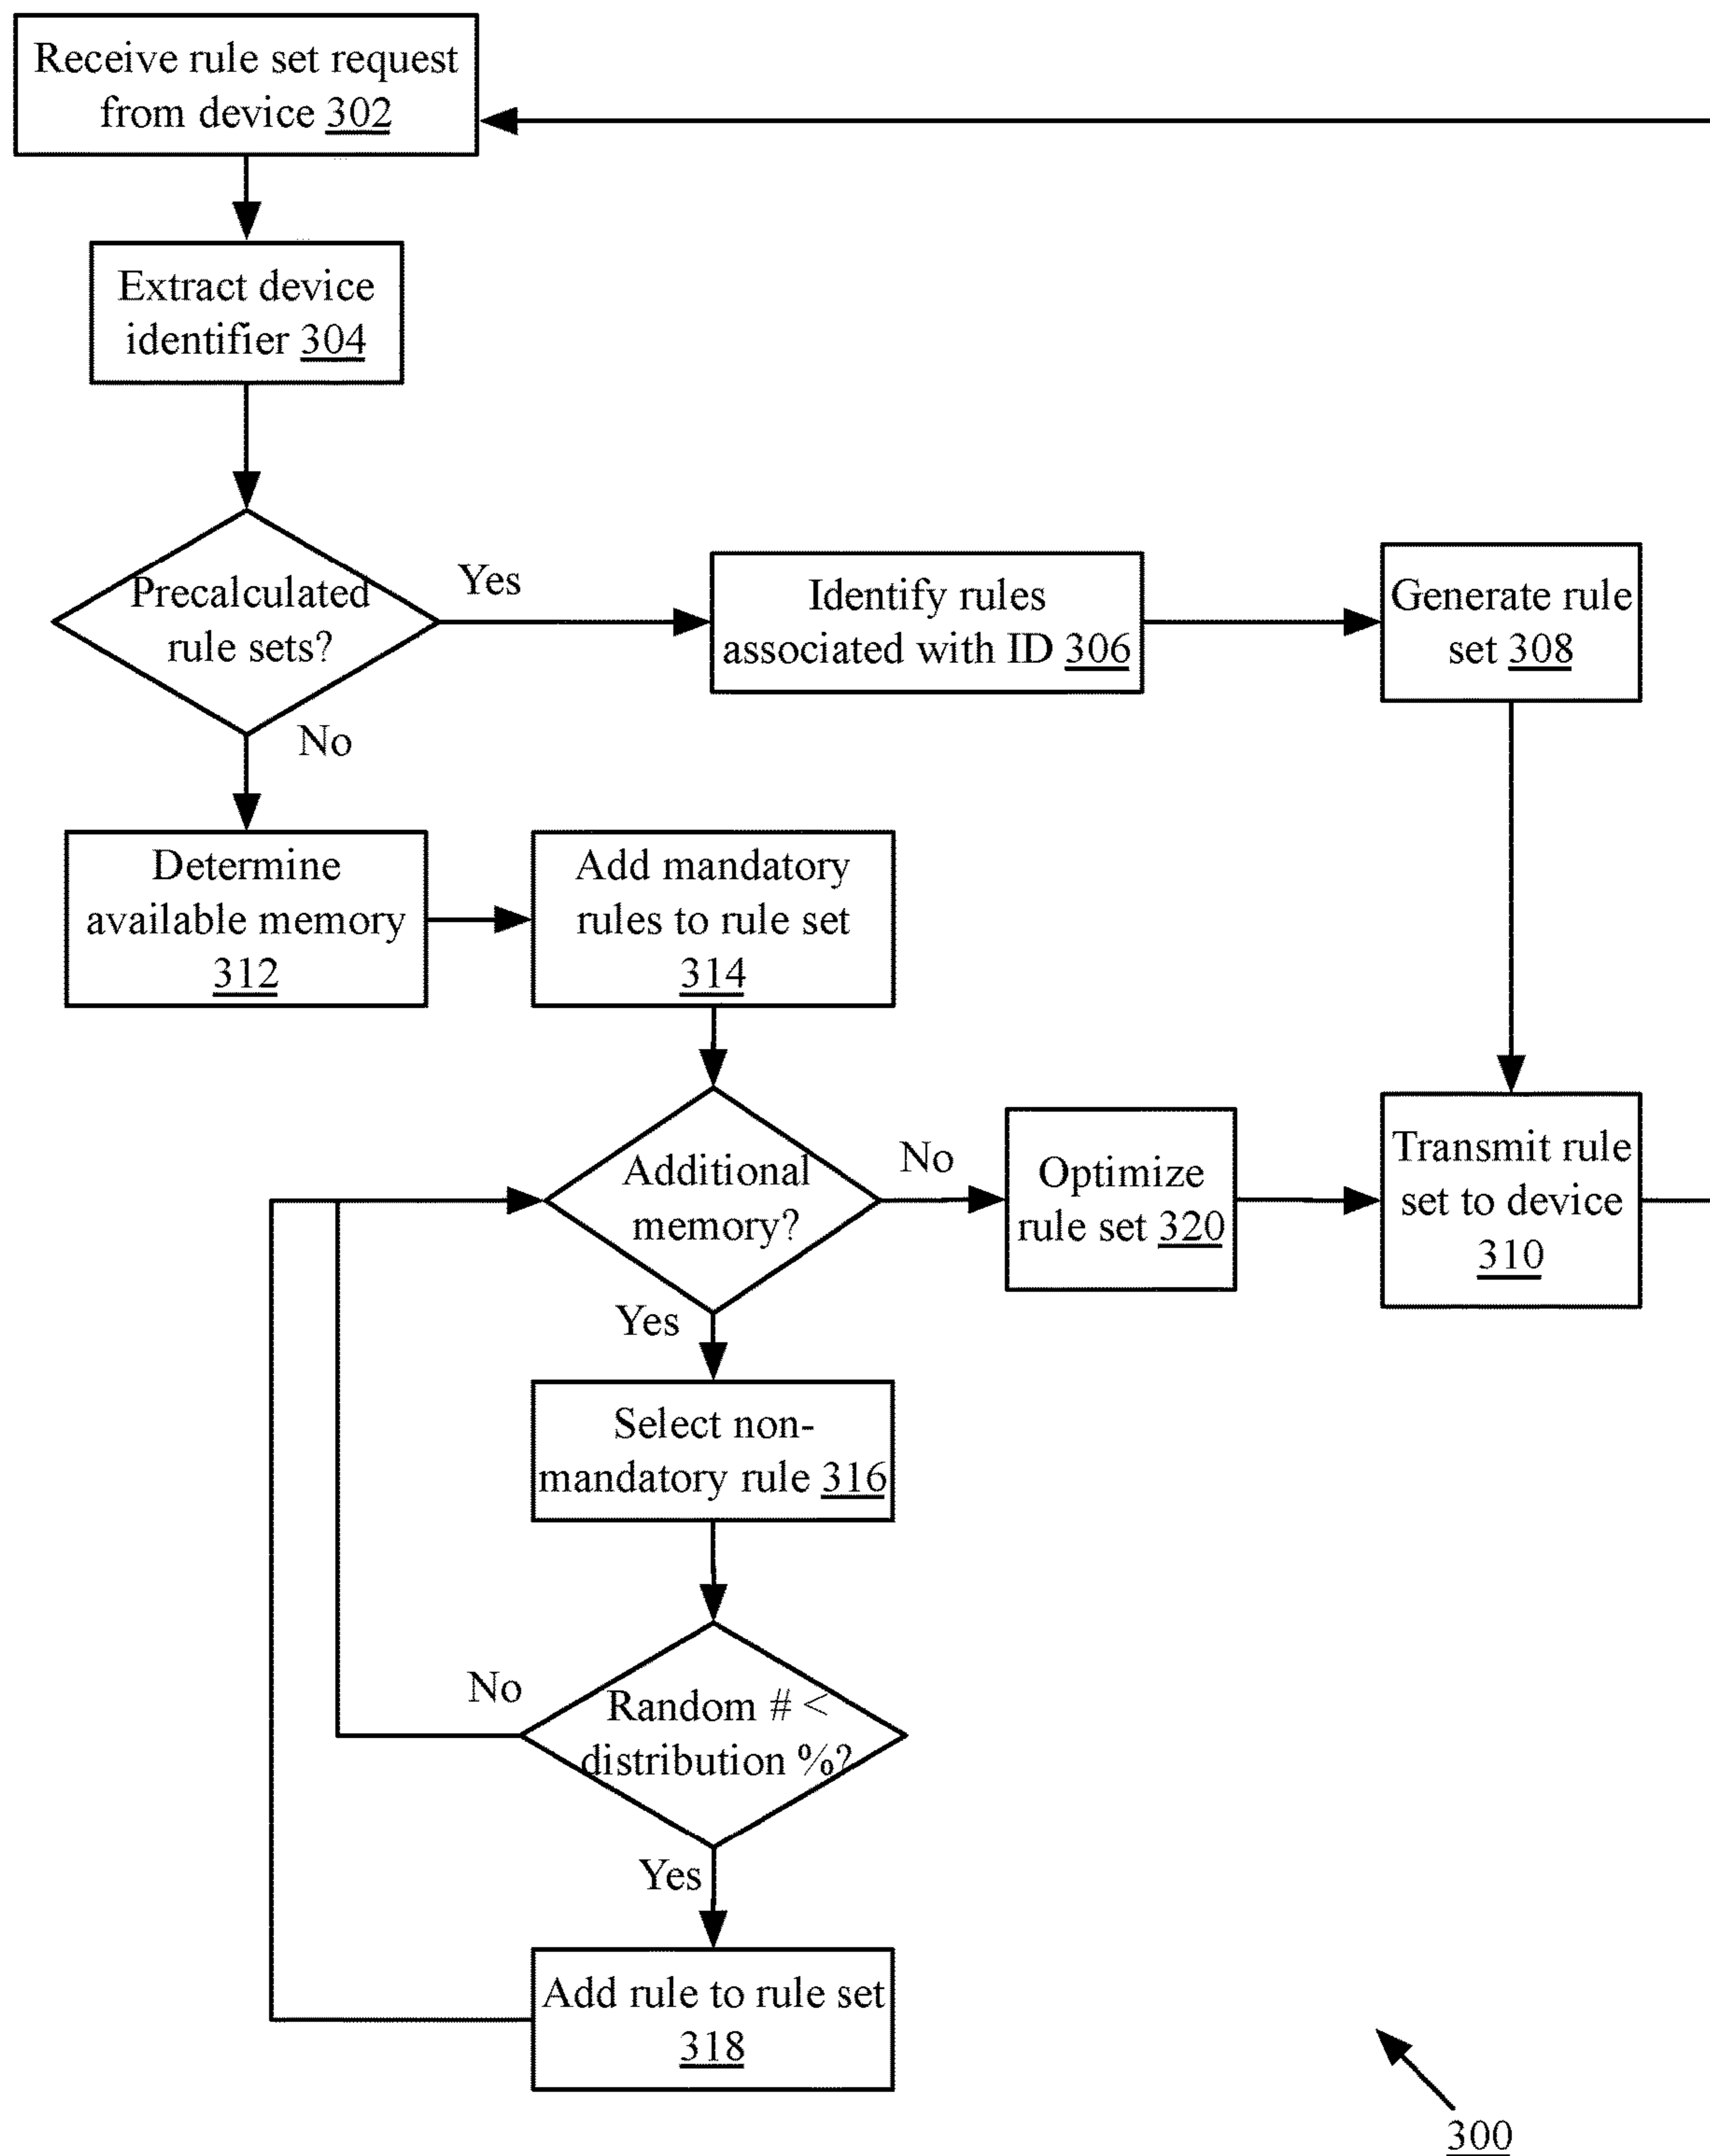 Receive rule set request
from device 302
Extract device
identifier 304
Precalculated
rule sets?
Yes
Identify rules
associated with ID 306
Generate rule
set 308
No
Determine
available memory
312
Add mandatory
rules to rule set
314
Additional
memory?
No
Optimize
rule set 320
Transmit rule
set to device
310
Yes
Select non-
mandatory rule 316
No
Random # <
distribution %?
Yes
Add rule to rule set
318
300